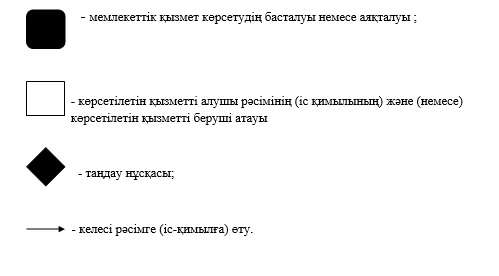 - мемлекеттік қызмет көрсетудің басталуы немесе аяқталуы ;
- көрсетілетін қызметті алушы рәсімінің (іс қимылының) және (немесе)
көрсетілетін қызметті беруші атауы
- таңдау нұсқасы;
- келесі рәсімге (іс-қимылға) өту.